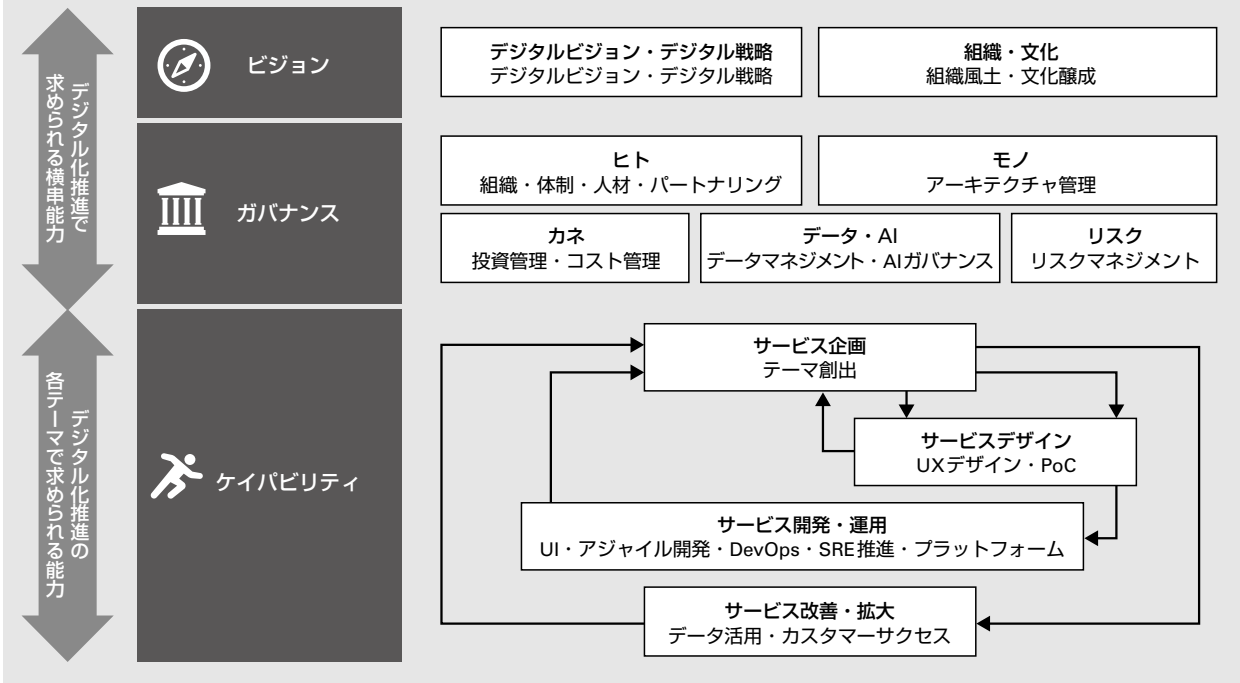 デジタル化推進で
求められる横串能力
ビジョン
デジタルビジョン・デジタル戦略
デジタルビジョン・デジタル戦略
組織・文化
組織風土・文化醸成
ガバナンス
ヒト
組織・体制・人材・パートナリング
モノ
アーキテクチャ管理
カネ
投資管理・コスト管理
データ・AI
データマネジメント・AIガバナンス
リスク
リスクマネジメント
デジタル化推進の
各テーマで求められる能力
ケイパビリティ
サービス企画
テーマ創出
サービスデザイン
UXデザイン・PoC
サービス開発・運用
UI・アジャイル開発・DevOps・SRE推進・プラットフォーム
サービス改善・拡大
データ活用・カスタマーサクセス